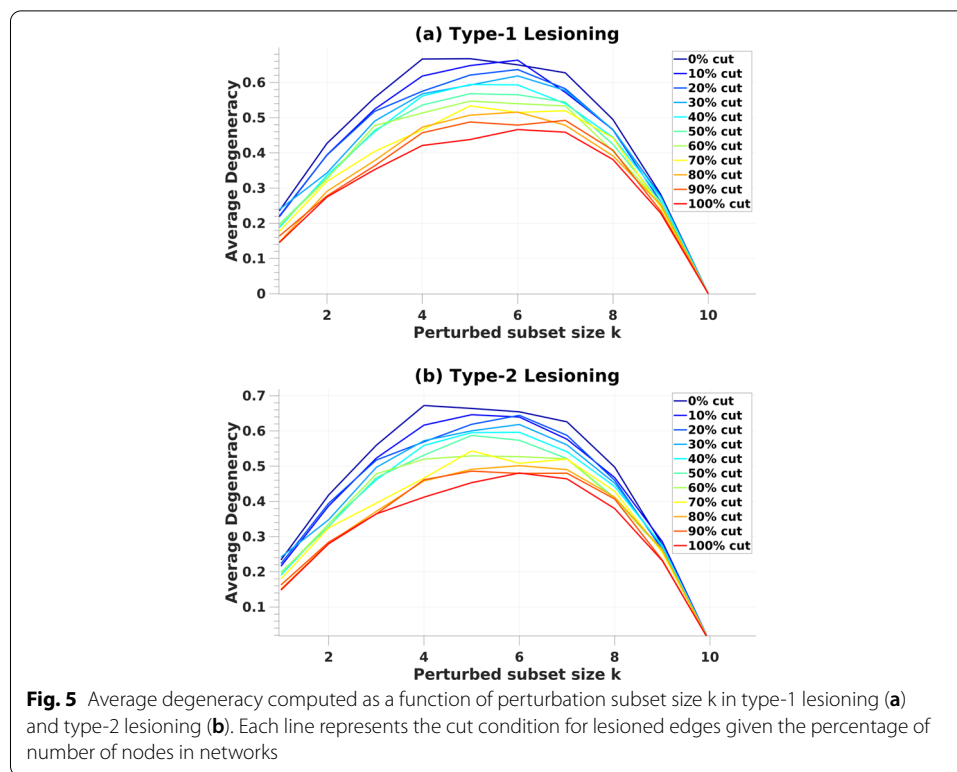 (a) Type-1 Lesioning
Average Degeneracy
0.6
0.5
0.4
0.3
0.2
0.1
0
2
4
6
8
10
Perturbed subset size k
0% cut
10% cut
20% cut
30% cut
40% cut
50% cut
60% cut
70% cut
80% cut
90% cut
100% cut
(b) Type-2 Lesioning
Average Degeneracy
0.7
0.6
0.5
0.4
0.3
0.2
0.1
2
4
6
8
10
Perturbed subset size k
0% cut
10% cut
20% cut
30% cut
40% cut
50% cut
60% cut
70% cut
80% cut
90% cut
100% cut
Fig. 5 Average degeneracy computed as a function of perturbation subset size k in type-1 lesioning (a)
and type-2 lesioning (b). Each line represents the cut condition for lesioned edges given the percentage of
number of nodes in networks